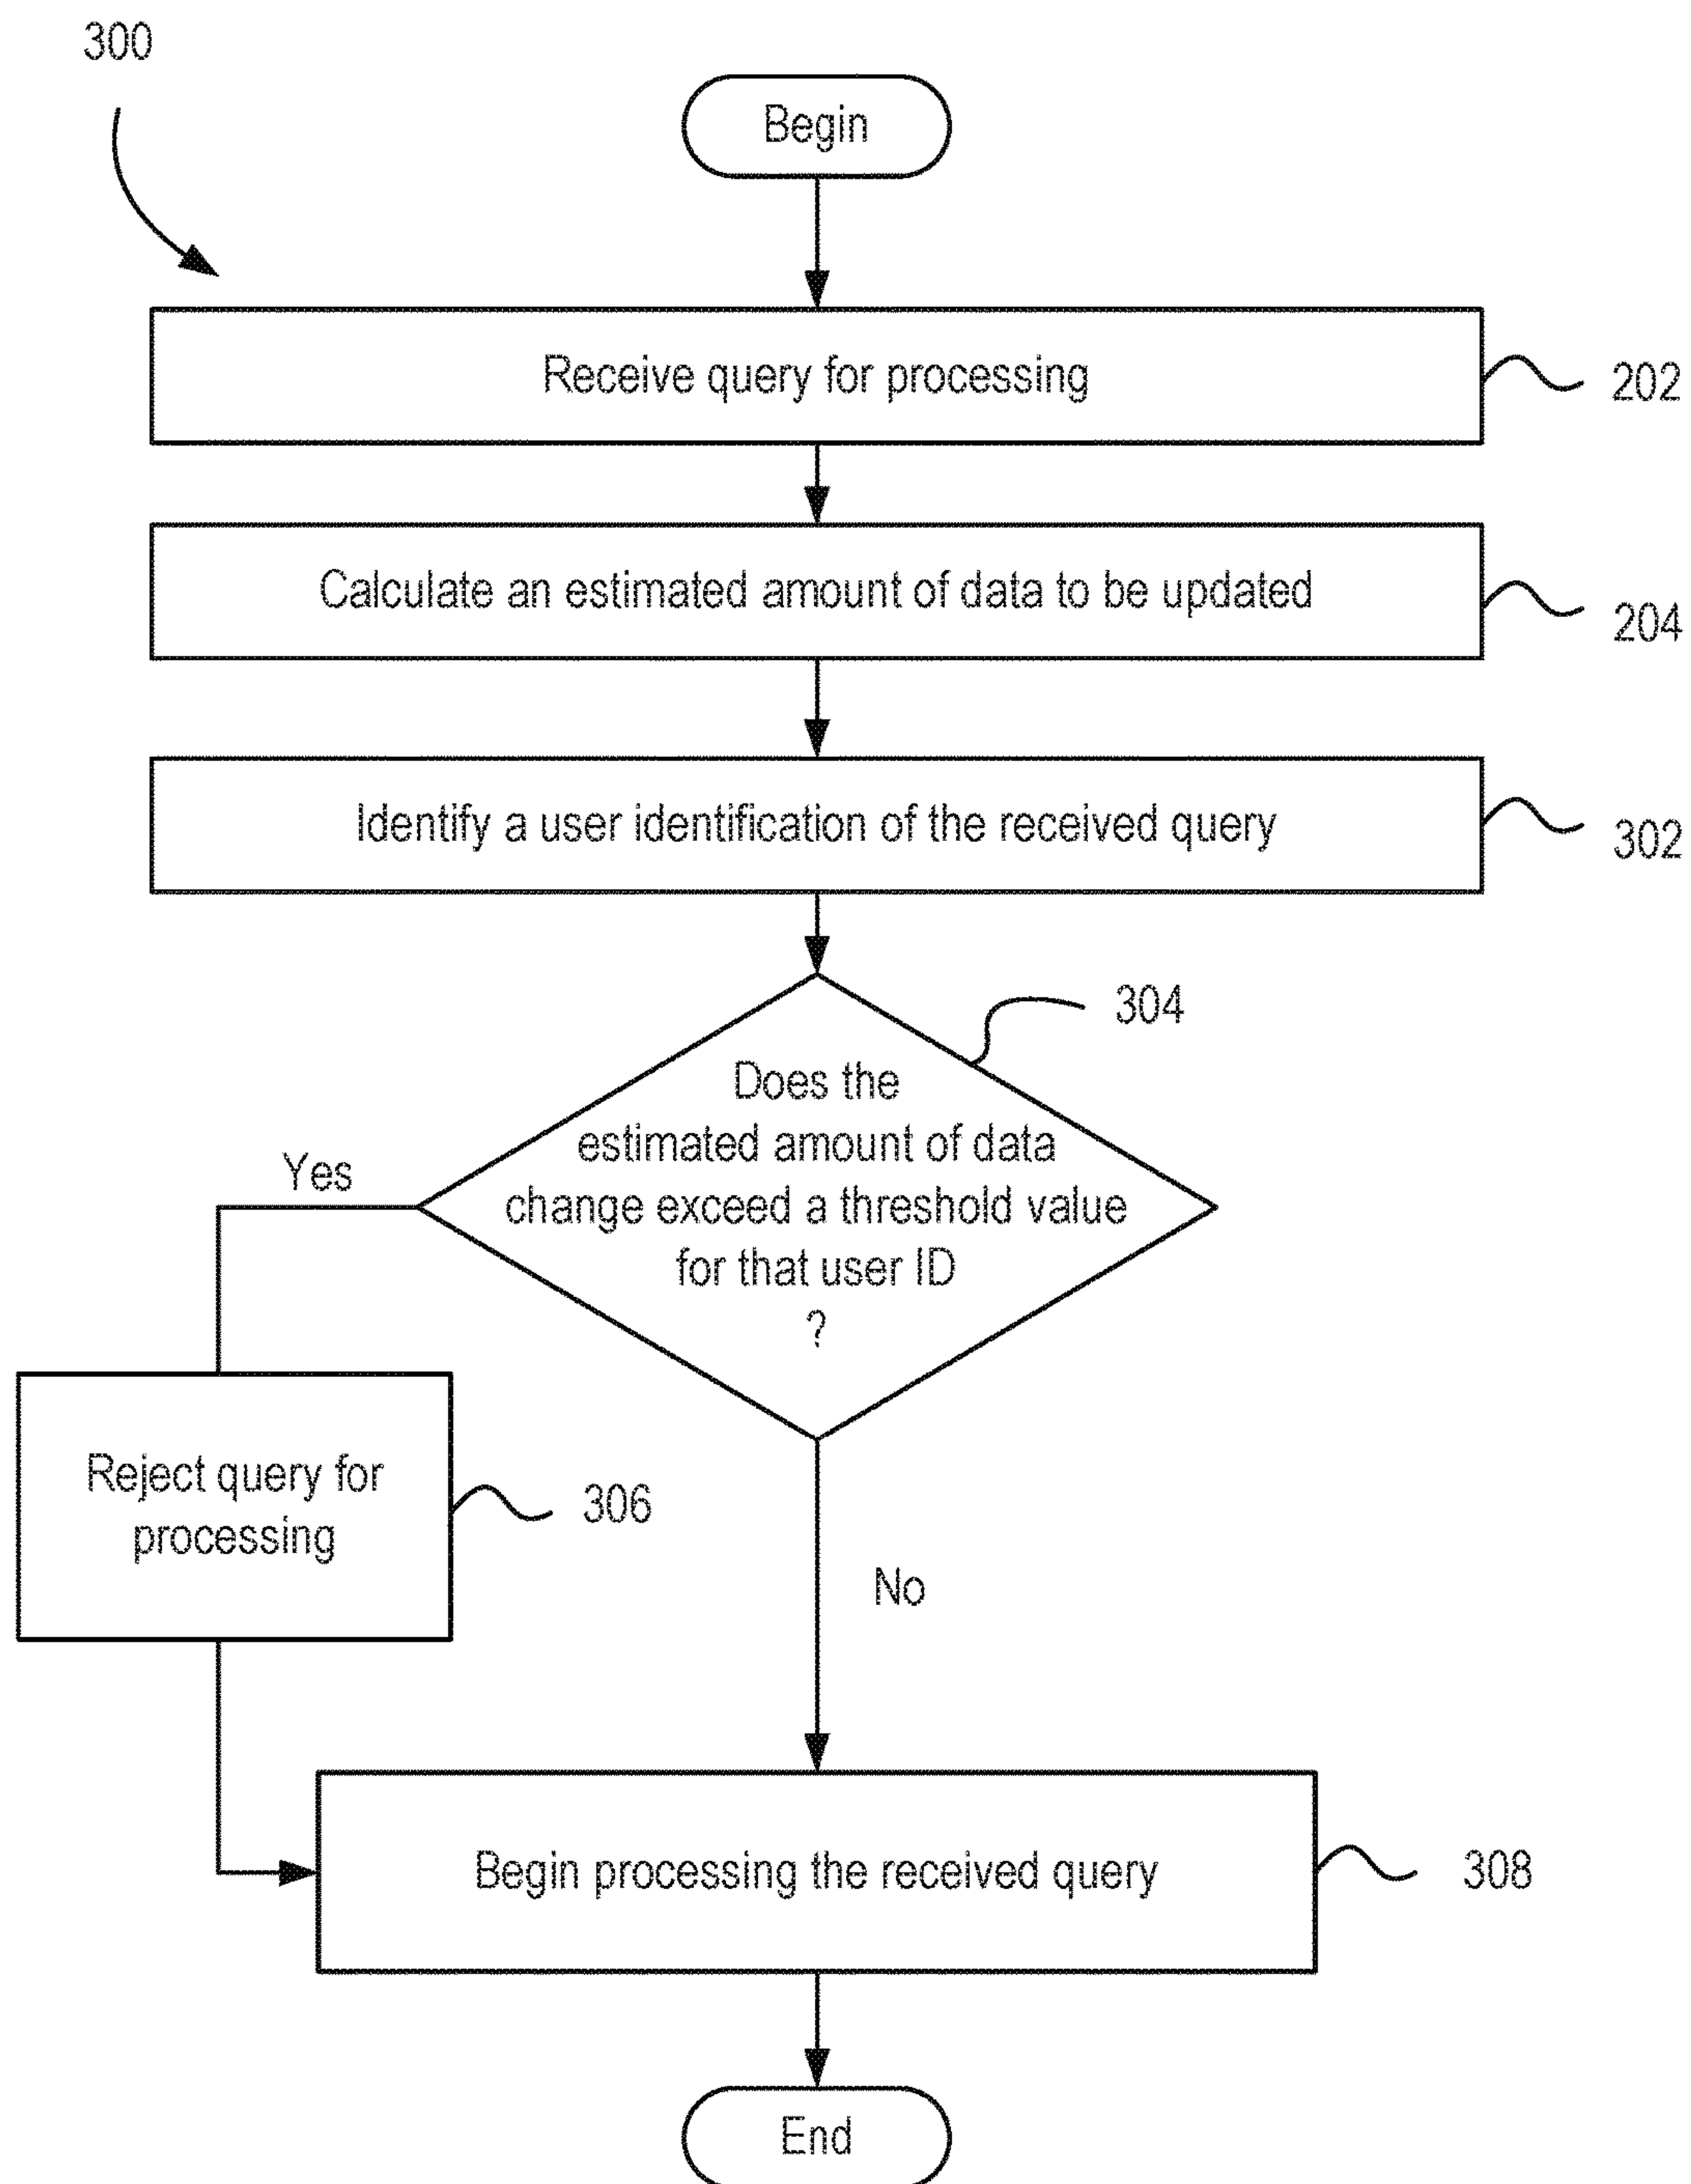 300
Begin
Receive query for processing
202
Calculate an estimated amount of data to be updated
204
Identify a user identification of the received query
302
304
Does the
estimated amount of data
change exceed a threshold value
for that user ID
?
Yes
Reject query for
processing
306
No
Begin processing the received query
308
End